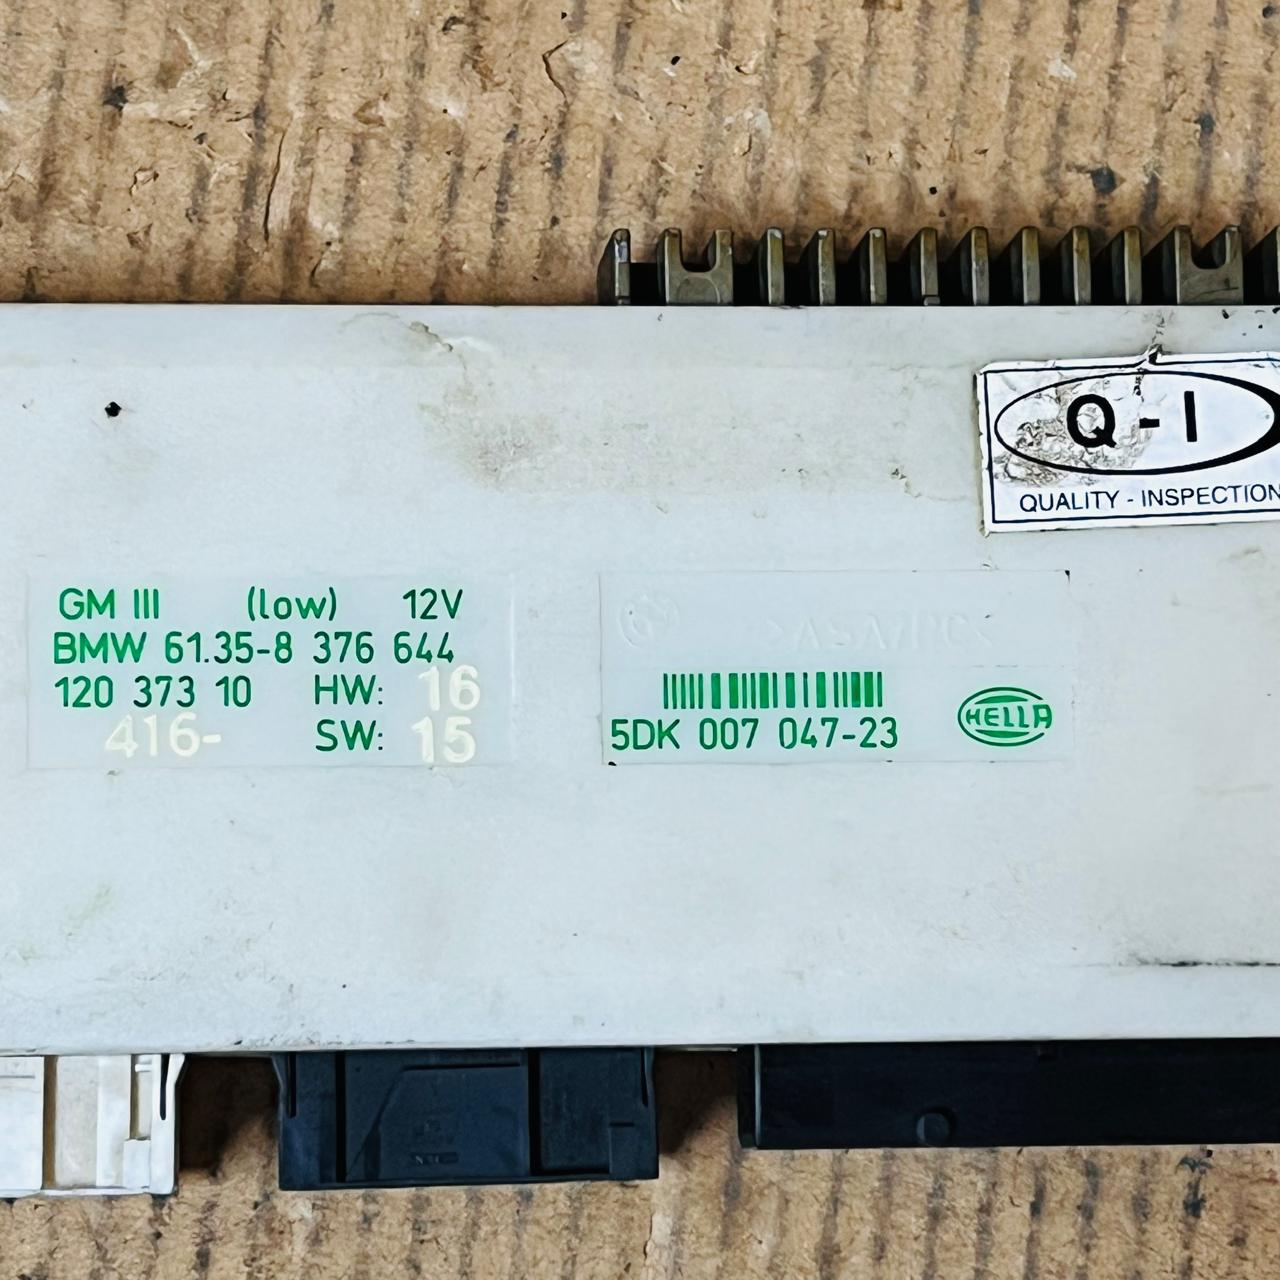 Q-I
QUALITY - INSPECTION
GM III (low) 12V
BMW 61.35-8 376 644
120 373 10 HW: 16
416- SW: 15
5DK 007 047-23
HELLA